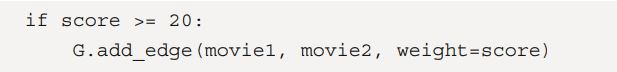 if score >= 20:
    G.add_edge(movie1, movie2, weight=score)